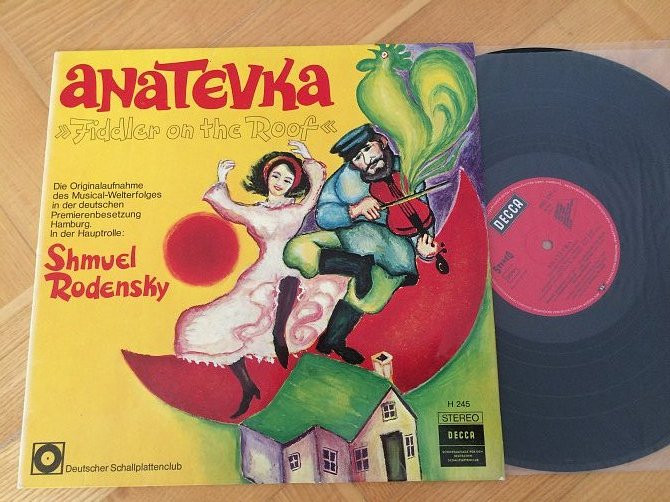 ANATEVKA
»Fiddler on the Roof«
Die Originalaufnahme
des Musical-Welterfolges
in der deutschen
Premierenbesetzung
Hamburg.
In der Hauptrolle:
Shmuel
Rodensky
H 245
STEREO
DECCA
Deutscher Schallplattenclub
DECCA
STEREO